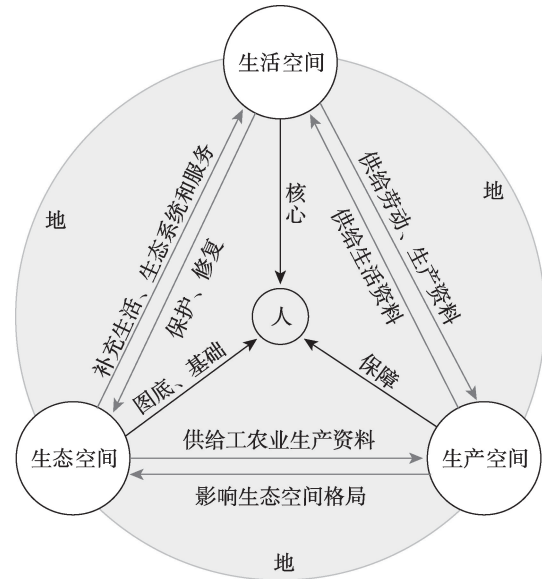 生活空间
补充生活、生态系统和服务
保护、修复
核心
供给劳动、生产资料
供给生活资料
地
地
人
图底、基础
保障
生态空间
供给工农业生产资料
影响生态空间格局
生产空间
地